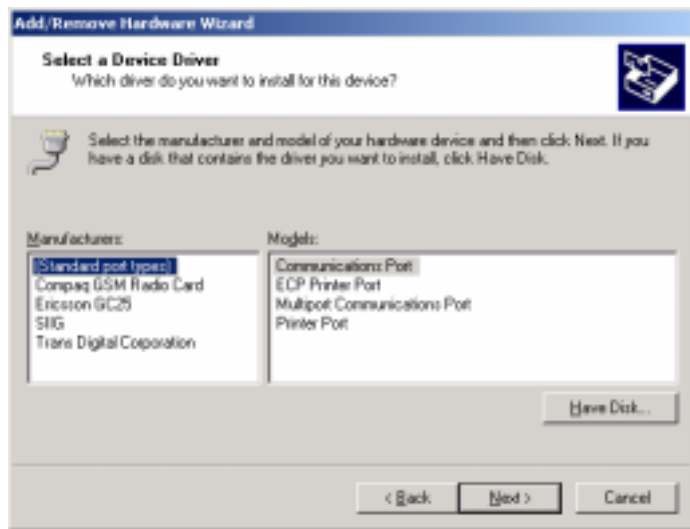 Add/Remove Hardware Wizard
Select a Device Driver
Which driver do you want to install for this device?
Select the manufacturer and model of your hardware device and then click Next. If you
have a disk that contains the driver you want to install, click Have Disk.
Manufacturers:
(Standard port types)
Compaq GSM Radio Card
Ericsson GC25
SIIG
Trans Digital Corporation
Models:
Communications Port
ECP Printer Port
Multiport Communications Port
Printer Port
Have Disk...
< Back
Next >
Cancel